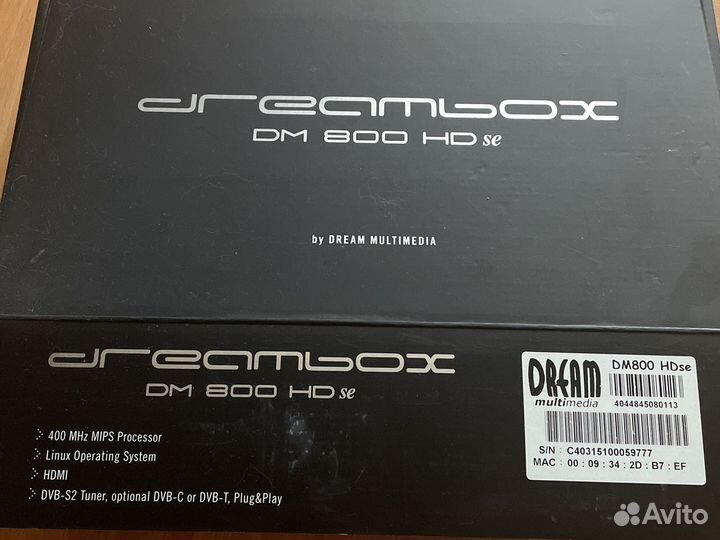 dreambox
DM 800 HD se
by DREAM MULTIMEDIA
dreambox
DM 800 HD se
400 MHz MIPS Processor
Linux Operating System
HDMI
DVB-S2 Tuner, optional DVB-C or DVB-T, Plug&Play
DREAM
multimedia
DM800 HDse
4044845080113
S/N : C40315100059777
MAC : 00 : 09 : 34 : 2D : B7 : EF
Avito